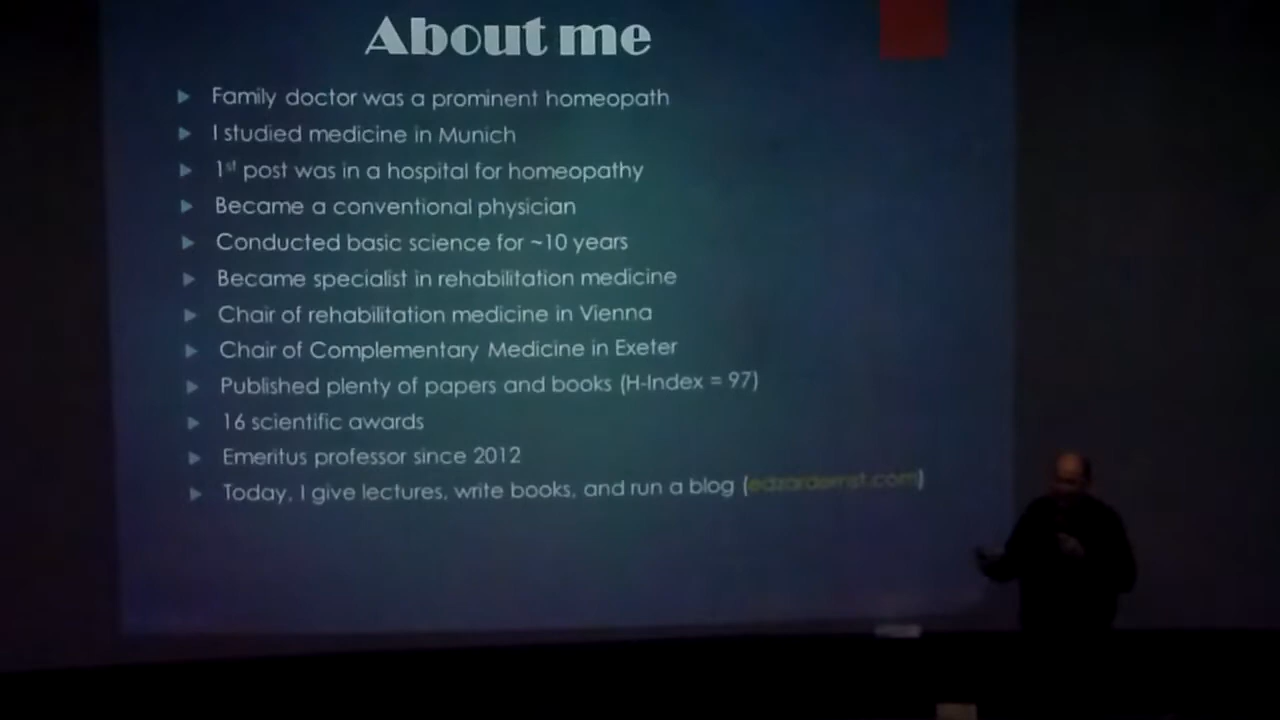 About me
Family doctor was a prominent homeopath
I studied medicine in Munich
1st post was in a hospital for homeopathy
Became a conventional physician
Conducted basic science for ~10 years
Became specialist in rehabilitation medicine
Chair of rehabilitation medicine in Vienna
Chair of Complementary Medicine in Exeter
Published plenty of papers and books (H-Index = 97)
16 scientific awards
Emeritus professor since 2012
Today, I give lectures, write books, and run a blog (edzardernst.com)